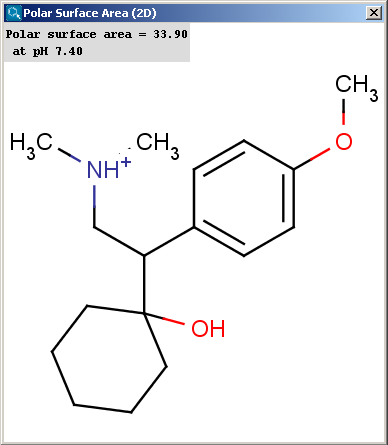 Polar Surface Area (2D)
Polar surface area = 33.90
at pH 7.40
CH3
H3C
CH3
NH+
O
OH